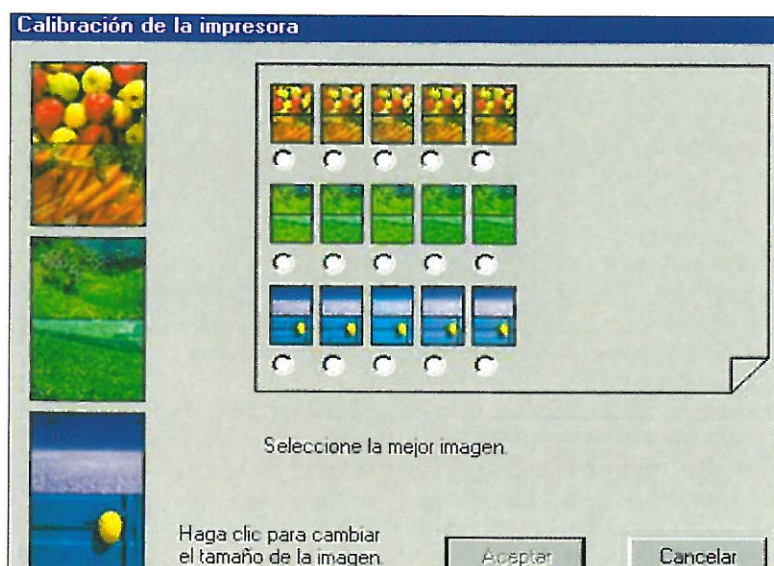 Calibración de la impresora
Seleccione la mejor imagen.
Haga clic para cambiar
el tamaño de la imagen.
Aceptar
Cancelar